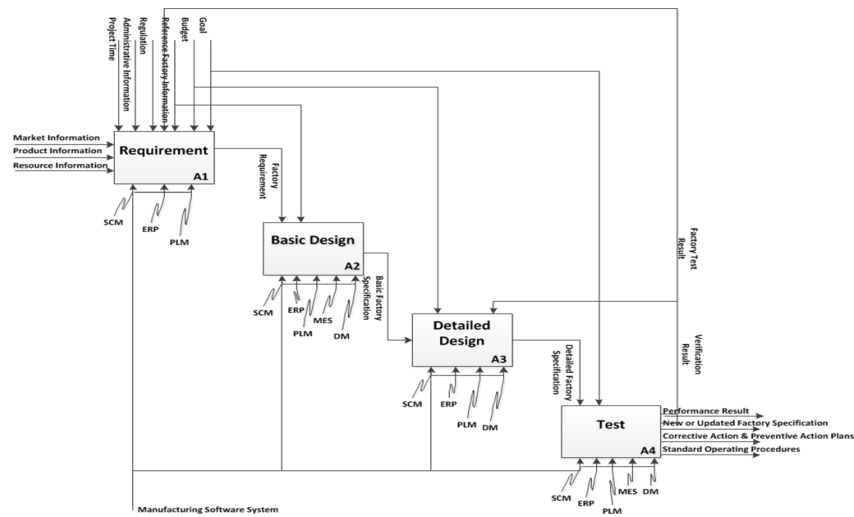 Project Time
Administrative Information
Regulation
Reference Factory Information
Budget
Goal
Market Information
Product Information
Resource Information
Requirement
A1
SCM
ERP
PLM
Factory
Requirement
Basic Design
A2
SCM
ERP
PLM
MES
DM
Basic Factory
Specification
Detailed
Design
A3
SCM
ERP
PLM
DM
Detailed Factory
Specification
Factory Test
Result
Verification
Result
Test
A4
SCM
ERP
PLM
MES
DM
Performance Result
New or Updated Factory Specification
Corrective Action & Preventive Action Plans
Standard Operating Procedures
Manufacturing Software System